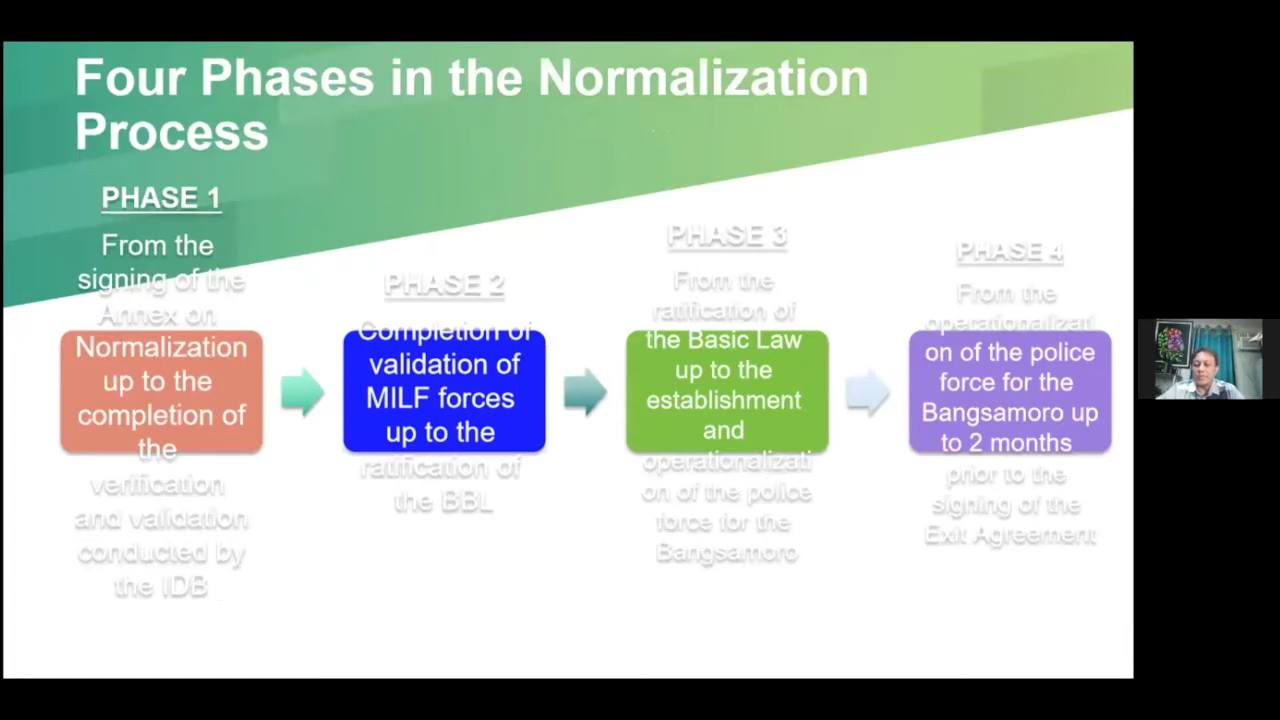 Four Phases in the Normalization
Process
PHASE 1
From the
signing of the
Annex on
Normalization
up to the
completion of
the
verification
and validation
conducted by
the IDB
PHASE 2
Completion of
validation of
MILF forces
up to the
ratification of
the BBL
PHASE 3
From the
ratification of
the Basic Law
up to the
establishment
and
operationalizati
on of the police
force for the
Bangsamoro
PHASE 4
From the
operationalizati
on of the police
force for the
Bangsamoro up
to 2 months
prior to the
signing of the
Exit Agreement